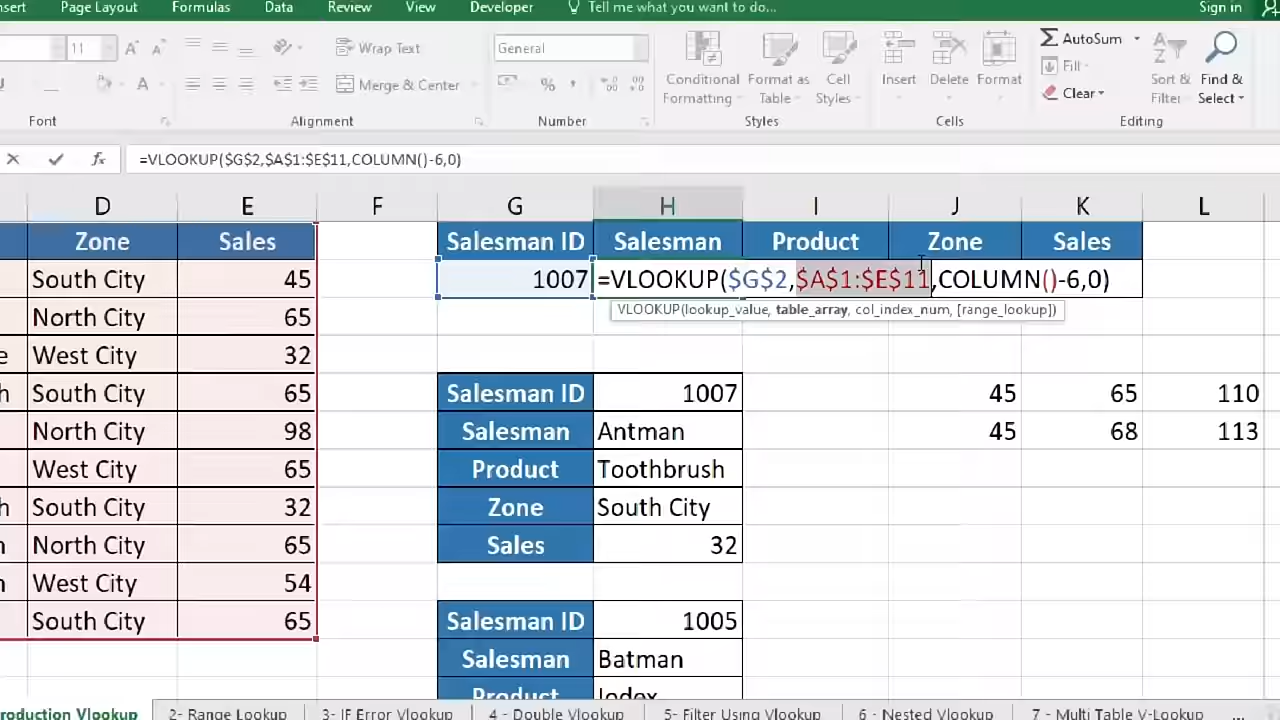 nsert Page Layout Formulas Data Review View Developer Tell me what you want to do... Sign in
11 A A Wrap Text General AutoSum
Fill
A Merge & Center % Conditional Formatting Format as Table Cell Styles Insert Delete Format Clear Sort & Filter Find & Select
Font Alignment Number Styles Cells Editing
fx =VLOOKUP($G$2,$A$1:$E$11,COLUMN()-6,0)
D E F G H I J K L
Zone Sales Salesman ID Salesman Product Zone Sales
South City 45 1007 =VLOOKUP($G$2,$A$1:$E$11,COLUMN()-6,0)
North City 65 VLOOKUP(lookup_value, table_array, col_index_num, [range_lookup])
e West City 32
h South City 65 Salesman ID 1007 45 65 110
North City 98 Salesman Antman 45 68 113
West City 65 Product Toothbrush
h South City 32 Zone South City
n North City 65 Sales 32
n West City 54
South City 65 Salesman ID 1005
Salesman Batman
Product Iodex
roduction Vlookup 2- Range Lookup 3- IF Error Vlookup 4 - Double Vlookup 5- Filter Using Vlookup 6 - Nested Vlookup 7 - Multi Table V-Lookup ...